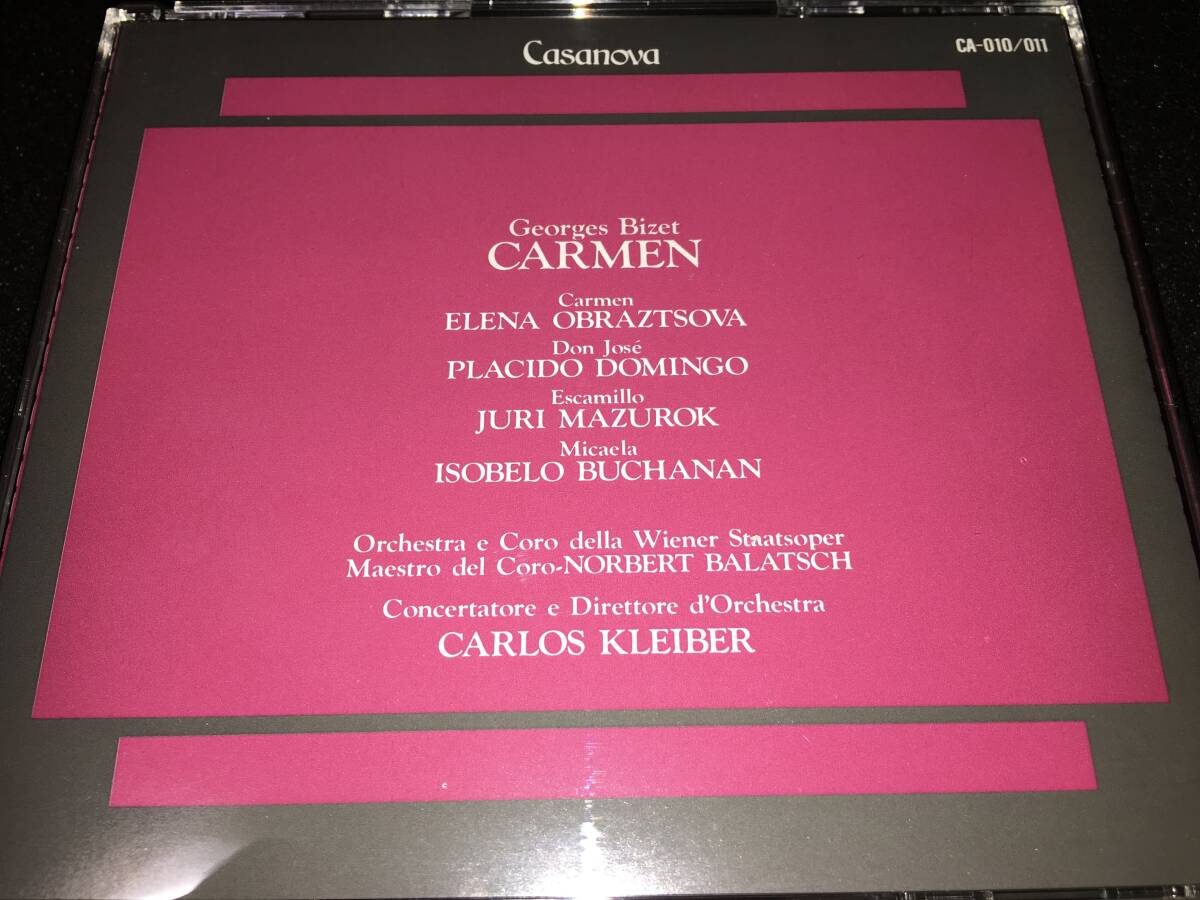 Casanova
CA-010/011
Georges Bizet
CARMEN
Carmen
ELENA OBRAZTSOVA
Don José
PLACIDO DOMINGO
Escamillo
JURI MAZUROK
Micaela
ISOBELO BUCHANAN
Orchestra e Coro della Wiener Staatsoper
Maestro del Coro-NORBERT BALATSCH
Concertatore e Direttore d'Orchestra
CARLOS KLEIBER